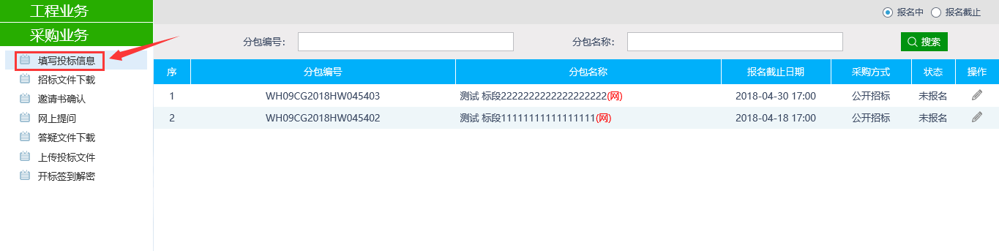 工程业务
采购业务
填写投标信息
招标文件下载
邀请书确认
网上提问
答疑文件下载
上传投标文件
开标签到解密
报名中 报名截止
分包编号: 分包名称: 搜索
序 分包编号 分包名称 报名截止日期 采购方式 状态 操作
1 WH09CG2018HW045403 测试 标段2222222222222222222(网) 2018-04-30 17:00 公开招标 未报名
2 WH09CG2018HW045402 测试 标段11111111111111111(网) 2018-04-18 17:00 公开招标 未报名